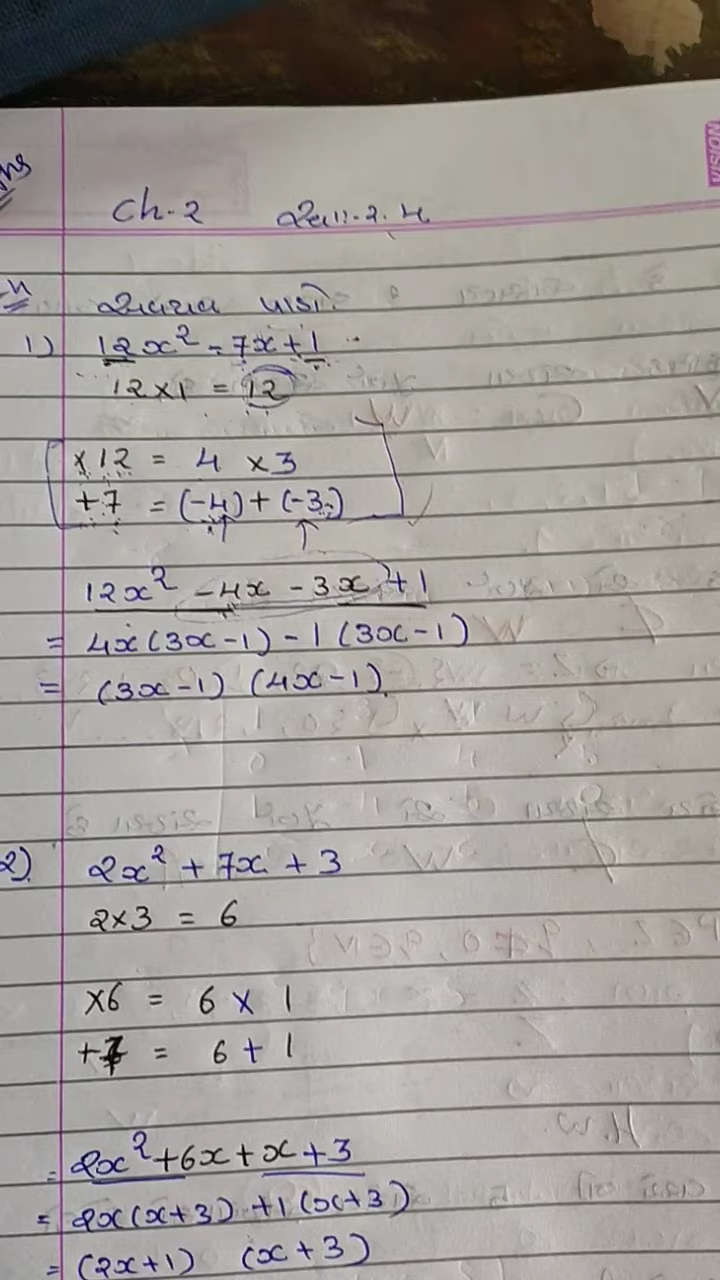 Ch-2 સ્વા. 2.4
અવયવ પાડો.
1) 12x² - 7x + 1
12 x 1 = 12
x 12 = 4 x 3
+ 7 = (-4) + (-3)
12x² - 4x - 3x + 1
= 4x (3x - 1) - 1 (3x - 1)
= (3x - 1) (4x - 1)
2) 2x² + 7x + 3
2 x 3 = 6
x6 = 6 x 1
+7 = 6 + 1
= 2x² + 6x + x + 3
= 2x (x + 3) + 1 (x + 3)
= (2x + 1) (x + 3)